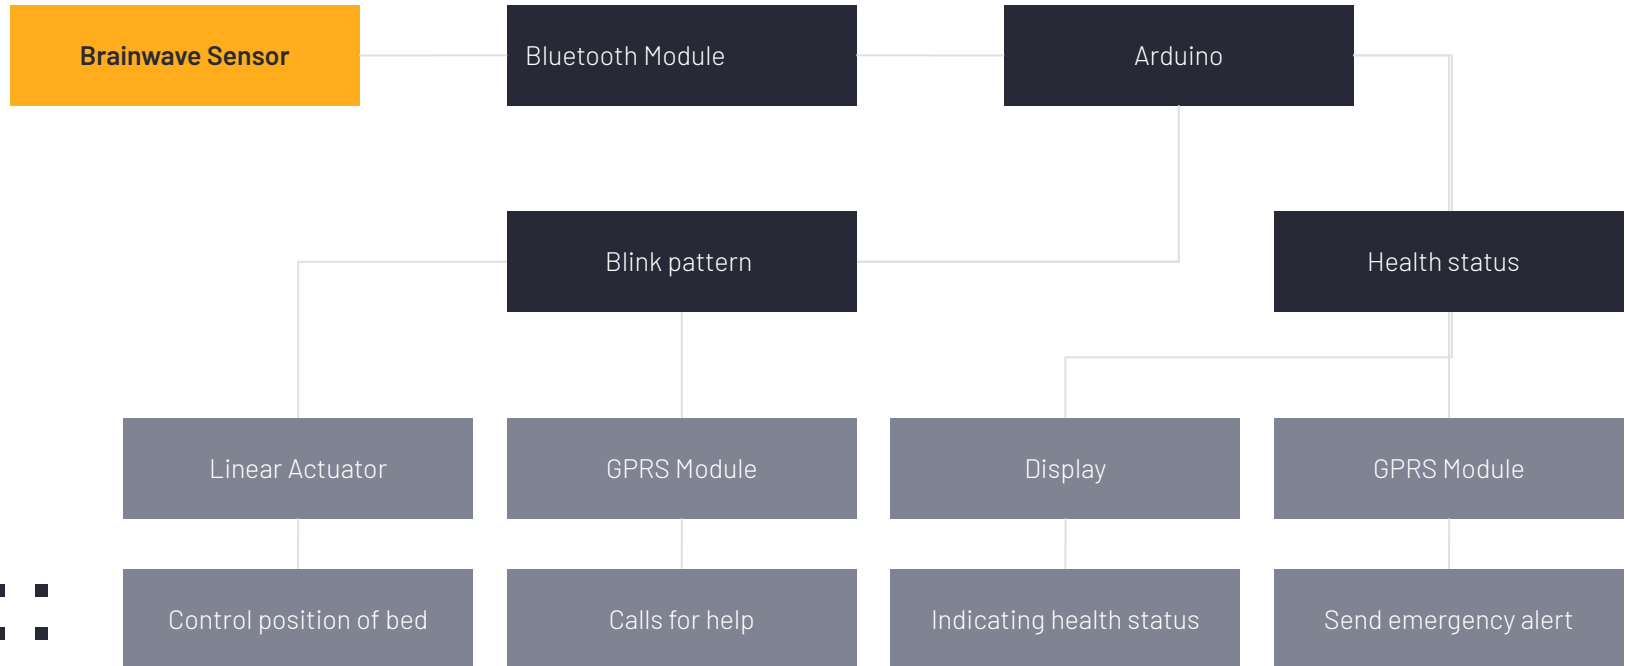 Brainwave Sensor
Bluetooth Module
Arduino
Blink pattern
Health status
Linear Actuator
GPRS Module
Display
GPRS Module
Control position of bed
Calls for help
Indicating health status
Send emergency alert